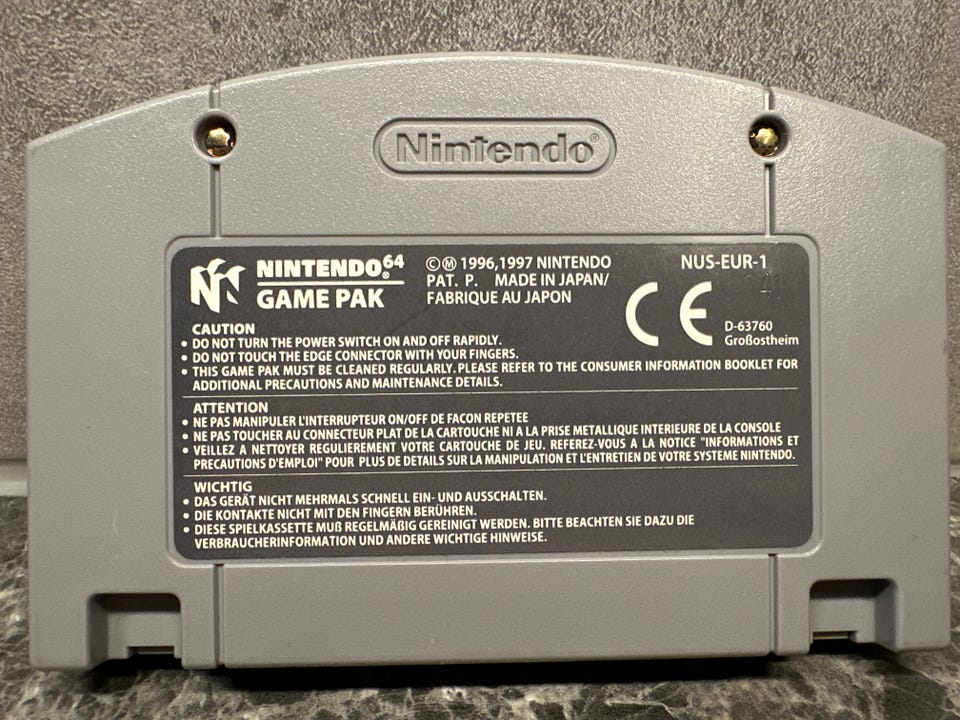 Nintendo®
NINTENDO®64
GAME PAK
©Ⓜ 1996,1997 NINTENDO
PAT. P. MADE IN JAPAN/
FABRIQUE AU JAPON
NUS-EUR-1
CE
D-63760
Großostheim
CAUTION
• DO NOT TURN THE POWER SWITCH ON AND OFF RAPIDLY.
• DO NOT TOUCH THE EDGE CONNECTOR WITH YOUR FINGERS.
• THIS GAME PAK MUST BE CLEANED REGULARLY. PLEASE REFER TO THE CONSUMER INFORMATION BOOKLET FOR
ADDITIONAL PRECAUTIONS AND MAINTENANCE DETAILS.
ATTENTION
• NE PAS MANIPULER L'INTERRUPTEUR ON/OFF DE FACON REPETEE
• NE PAS TOUCHER AU CONNECTEUR PLAT DE LA CARTOUCHE NI A LA PRISE METALLIQUE INTERIEURE DE LA CONSOLE
• VEILLEZ A NETTOYER REGULIEREMENT VOTRE CARTOUCHE DE JEU. REFEREZ-VOUS A LA NOTICE "INFORMATIONS ET
PRECAUTIONS D'EMPLOI" POUR PLUS DE DETAILS SUR LA MANIPULATION ET L'ENTRETIEN DE VOTRE SYSTEME NINTENDO.
WICHTIG
• DAS GERÄT NICHT MEHRMALS SCHNELL EIN- UND AUSSCHALTEN.
• DIE KONTAKTE NICHT MIT DEN FINGERN BERÜHREN.
• DIESE SPIELKASSETTE MUß REGELMÄßIG GEREINIGT WERDEN. BITTE BEACHTEN SIE DAZU DIE
VERBRAUCHERINFORMATION UND ANDERE WICHTIGE HINWEISE.